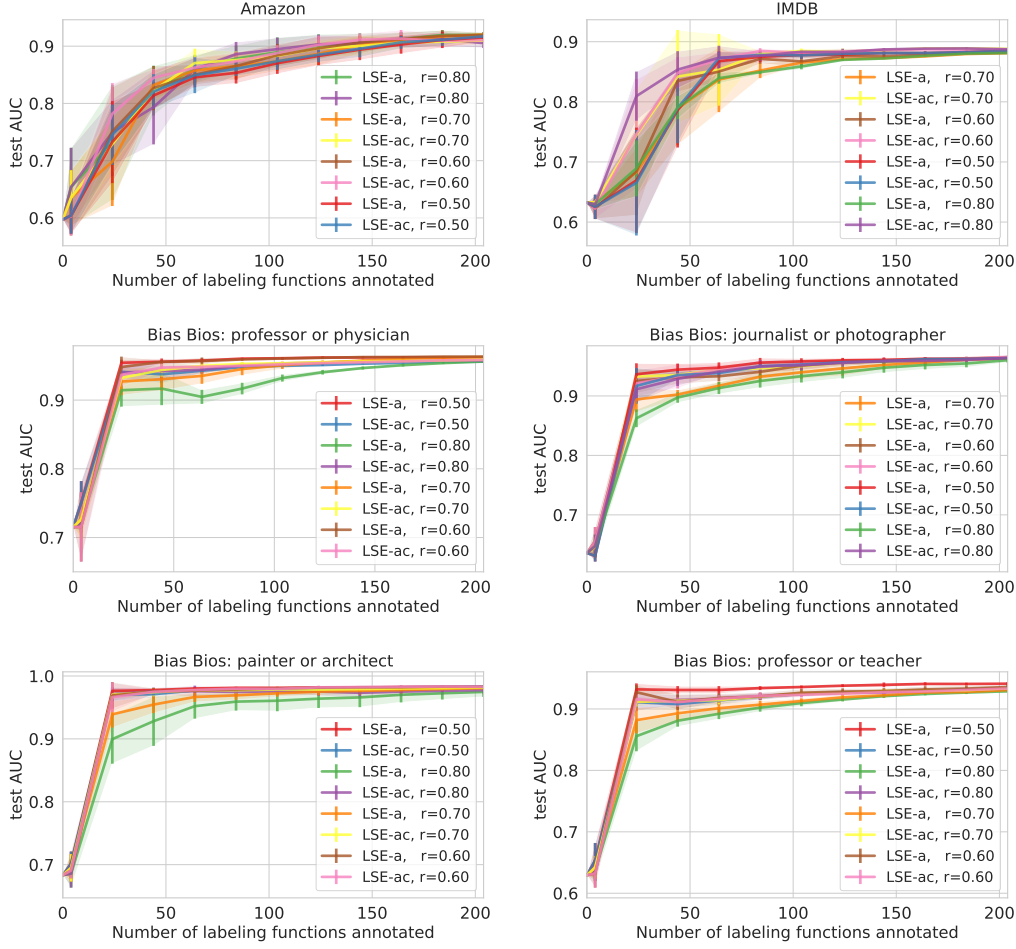 Amazon
test AUC
0.9
0.8
0.7
0.6
LSE-a, r=0.80
LSE-ac, r=0.80
LSE-a, r=0.70
LSE-ac, r=0.70
LSE-a, r=0.60
LSE-ac, r=0.60
LSE-a, r=0.50
LSE-ac, r=0.50
0 50 100 150 200
Number of labeling functions annotated
IMDB
test AUC
0.9
0.8
0.7
0.6
LSE-a, r=0.70
LSE-ac, r=0.70
LSE-a, r=0.60
LSE-ac, r=0.60
LSE-a, r=0.50
LSE-ac, r=0.50
LSE-a, r=0.80
LSE-ac, r=0.80
0 50 100 150 200
Number of labeling functions annotated
Bias Bios: professor or physician
test AUC
0.9
0.8
0.7
LSE-a, r=0.50
LSE-ac, r=0.50
LSE-a, r=0.80
LSE-ac, r=0.80
LSE-a, r=0.70
LSE-ac, r=0.70
LSE-a, r=0.60
LSE-ac, r=0.60
0 50 100 150 200
Number of labeling functions annotated
Bias Bios: journalist or photographer
test AUC
0.9
0.8
0.7
LSE-a, r=0.70
LSE-ac, r=0.70
LSE-a, r=0.60
LSE-ac, r=0.60
LSE-a, r=0.50
LSE-ac, r=0.50
LSE-a, r=0.80
LSE-ac, r=0.80
0 50 100 150 200
Number of labeling functions annotated
Bias Bios: painter or architect
test AUC
1.0
0.9
0.8
0.7
LSE-a, r=0.50
LSE-ac, r=0.50
LSE-a, r=0.80
LSE-ac, r=0.80
LSE-a, r=0.70
LSE-ac, r=0.70
LSE-a, r=0.60
LSE-ac, r=0.60
0 50 100 150 200
Number of labeling functions annotated
Bias Bios: professor or teacher
test AUC
0.9
0.8
0.7
0.6
LSE-a, r=0.50
LSE-ac, r=0.50
LSE-a, r=0.80
LSE-ac, r=0.80
LSE-a, r=0.70
LSE-ac, r=0.70
LSE-a, r=0.60
LSE-ac, r=0.60
0 50 100 150 200
Number of labeling functions annotated